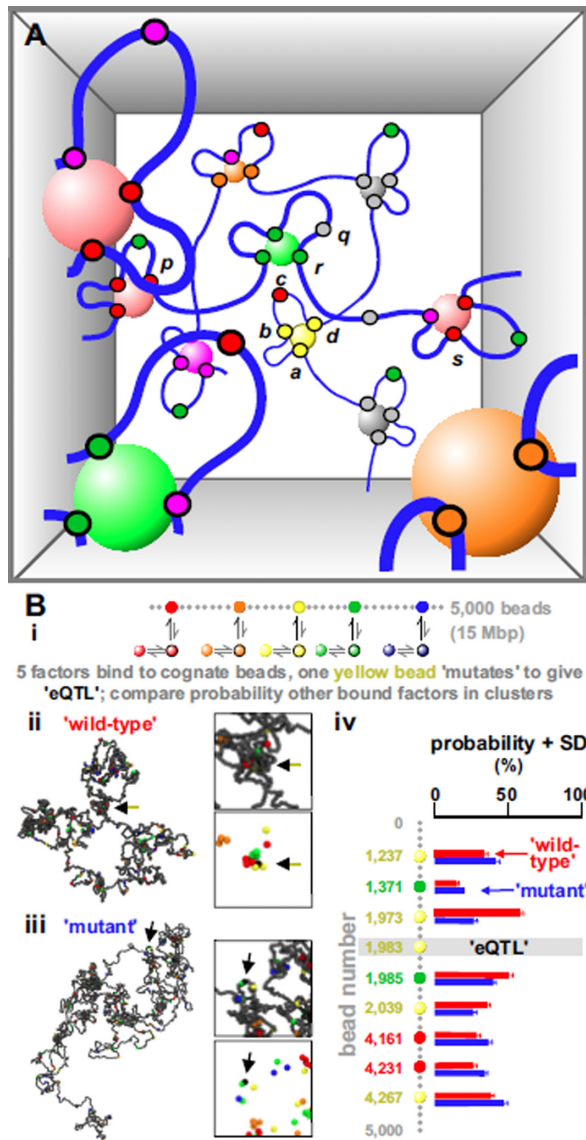 A
p
q
r
c
b
d
a
s
B
i
5,000 beads
(15 Mbp)
5 factors bind to cognate beads, one yellow bead 'mutates' to give
'eQTL'; compare probability other bound factors in clusters
ii
'wild-type'
iii
'mutant'
iv
probability + SD
(%)
0 50 100
bead number
0
1,237
'wild-
type'
1,371
'mutant'
1,973
1,983
'eQTL'
1,985
2,039
4,161
4,231
4,267
5,000